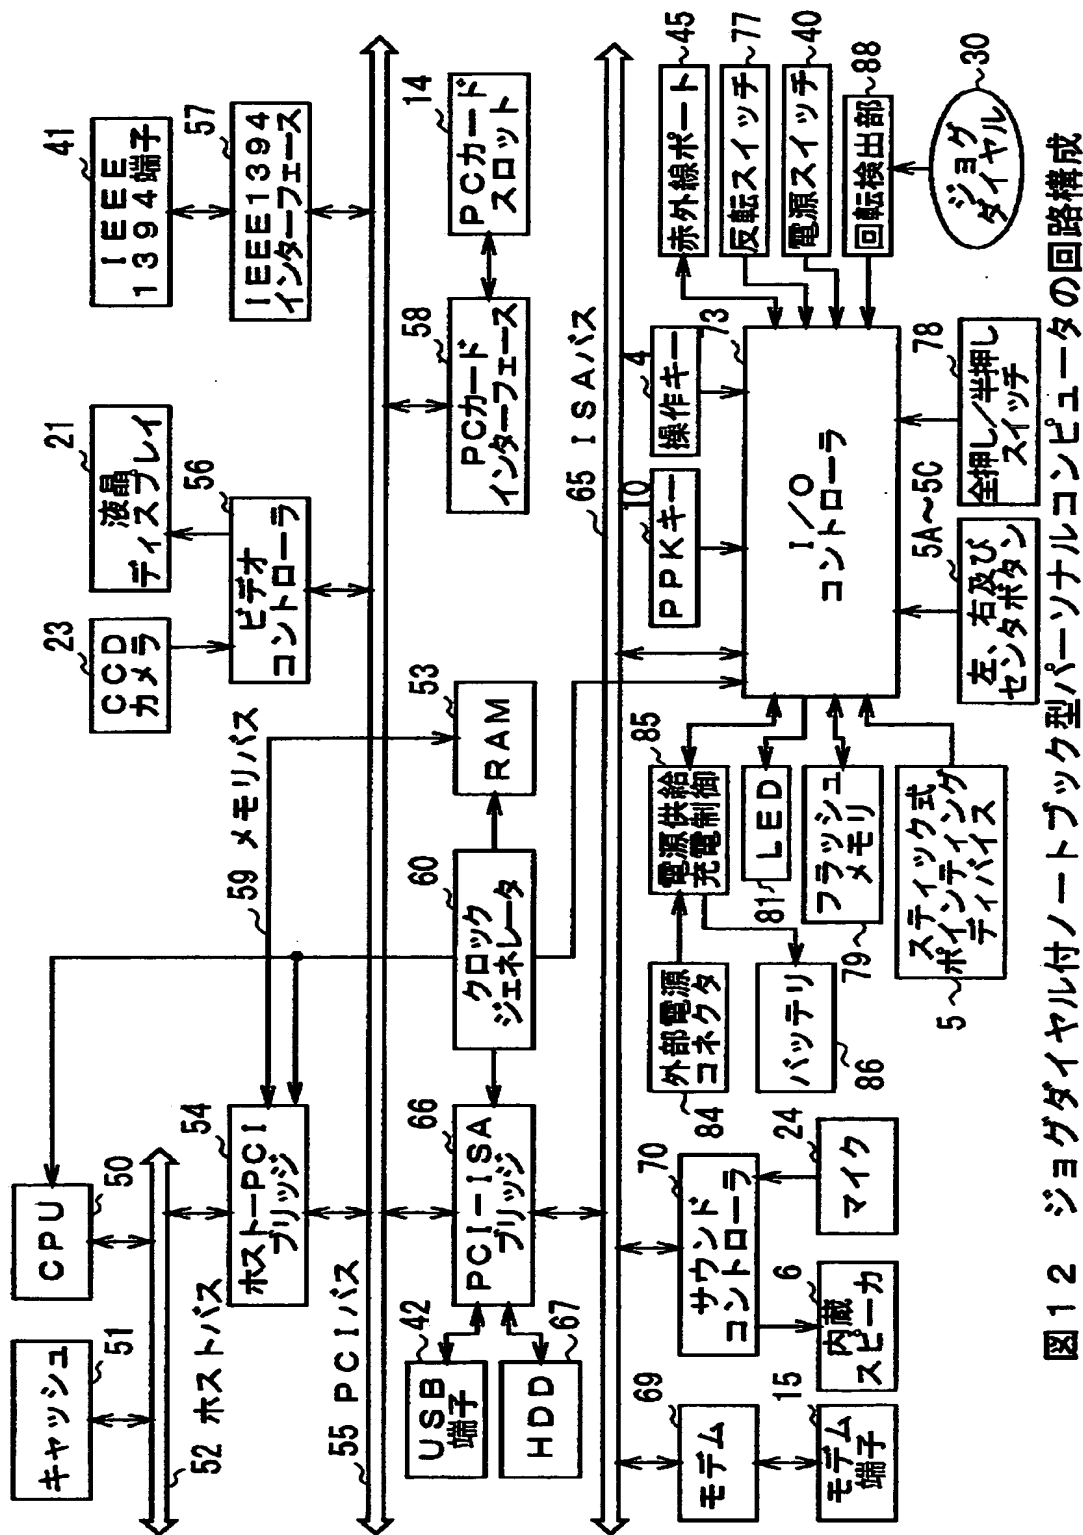 キャッシュ
51
CPU
50
52 ホストバス
ホストーPCI
ブリッジ
54
59 メモリバス
CCD
カメラ
23
液晶
ディスプレイ
21
ビデオ
コントローラ
56
IEEE
1394端子
41
IEEE1394
インターフェース
57
55 PCIバス
USB
端子
42
HDD
67
PCI-ISA
ブリッジ
66
クロック
ジェネレータ
60
RAM
53
PCカード
インターフェース
58
PCカード
スロット
14
65 ISAバス
モデム
69
モデム
端子
15
サウンド
コントローラ
70
内蔵
スピーカ
6
マイク
24
外部電源
コネクタ
84
バッテリ
86
電源供給
充電制御
85
LED
81
フラッシュ
メモリ
79
スティック式
ポインティング
ディバイス
5
PPKキー
10
操作キー
4
I/O
コントローラ
73
左、右及び
センタボタン
5A~5C
全押し/半押し
スイッチ
78
赤外線ポート
45
反転スイッチ
77
電源スイッチ
40
回転検出部
88
ジョグ
ダイヤル
30
図12 ジョグダイヤル付ノートブック型パーソナルコンピュータの回路構成